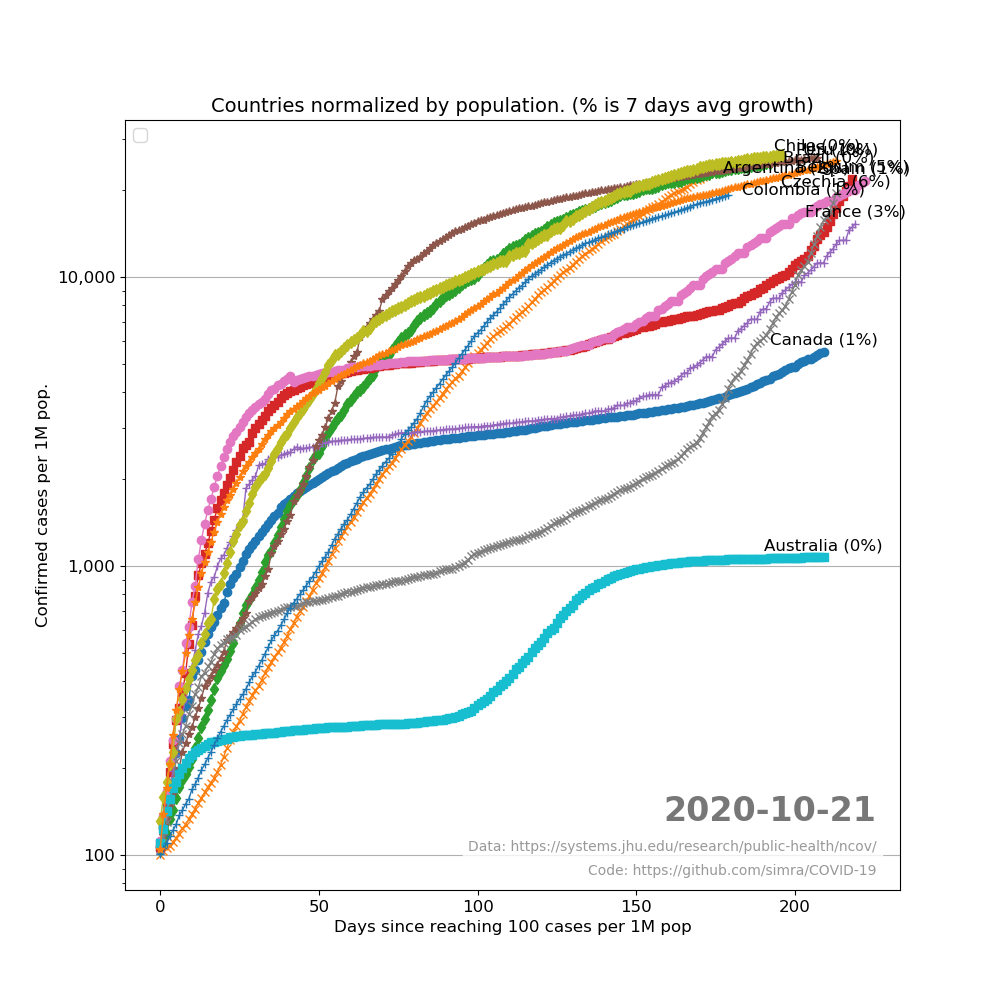 Countries normalized by population. (% is 7 days avg growth)
Chile (0%)
Brazil (0%)
Argentina
Spain
Czechia (6%)
Colombia (1%)
France (3%)
10,000
Canada (1%)
1,000
Australia (0%)
Confirmed cases per 1M pop.
2020-10-21
Data: https://systems.jhu.edu/research/public-health/ncov/
100
Code: https://github.com/simra/COVID-19
0 50 100 150 200
Days since reaching 100 cases per 1M pop